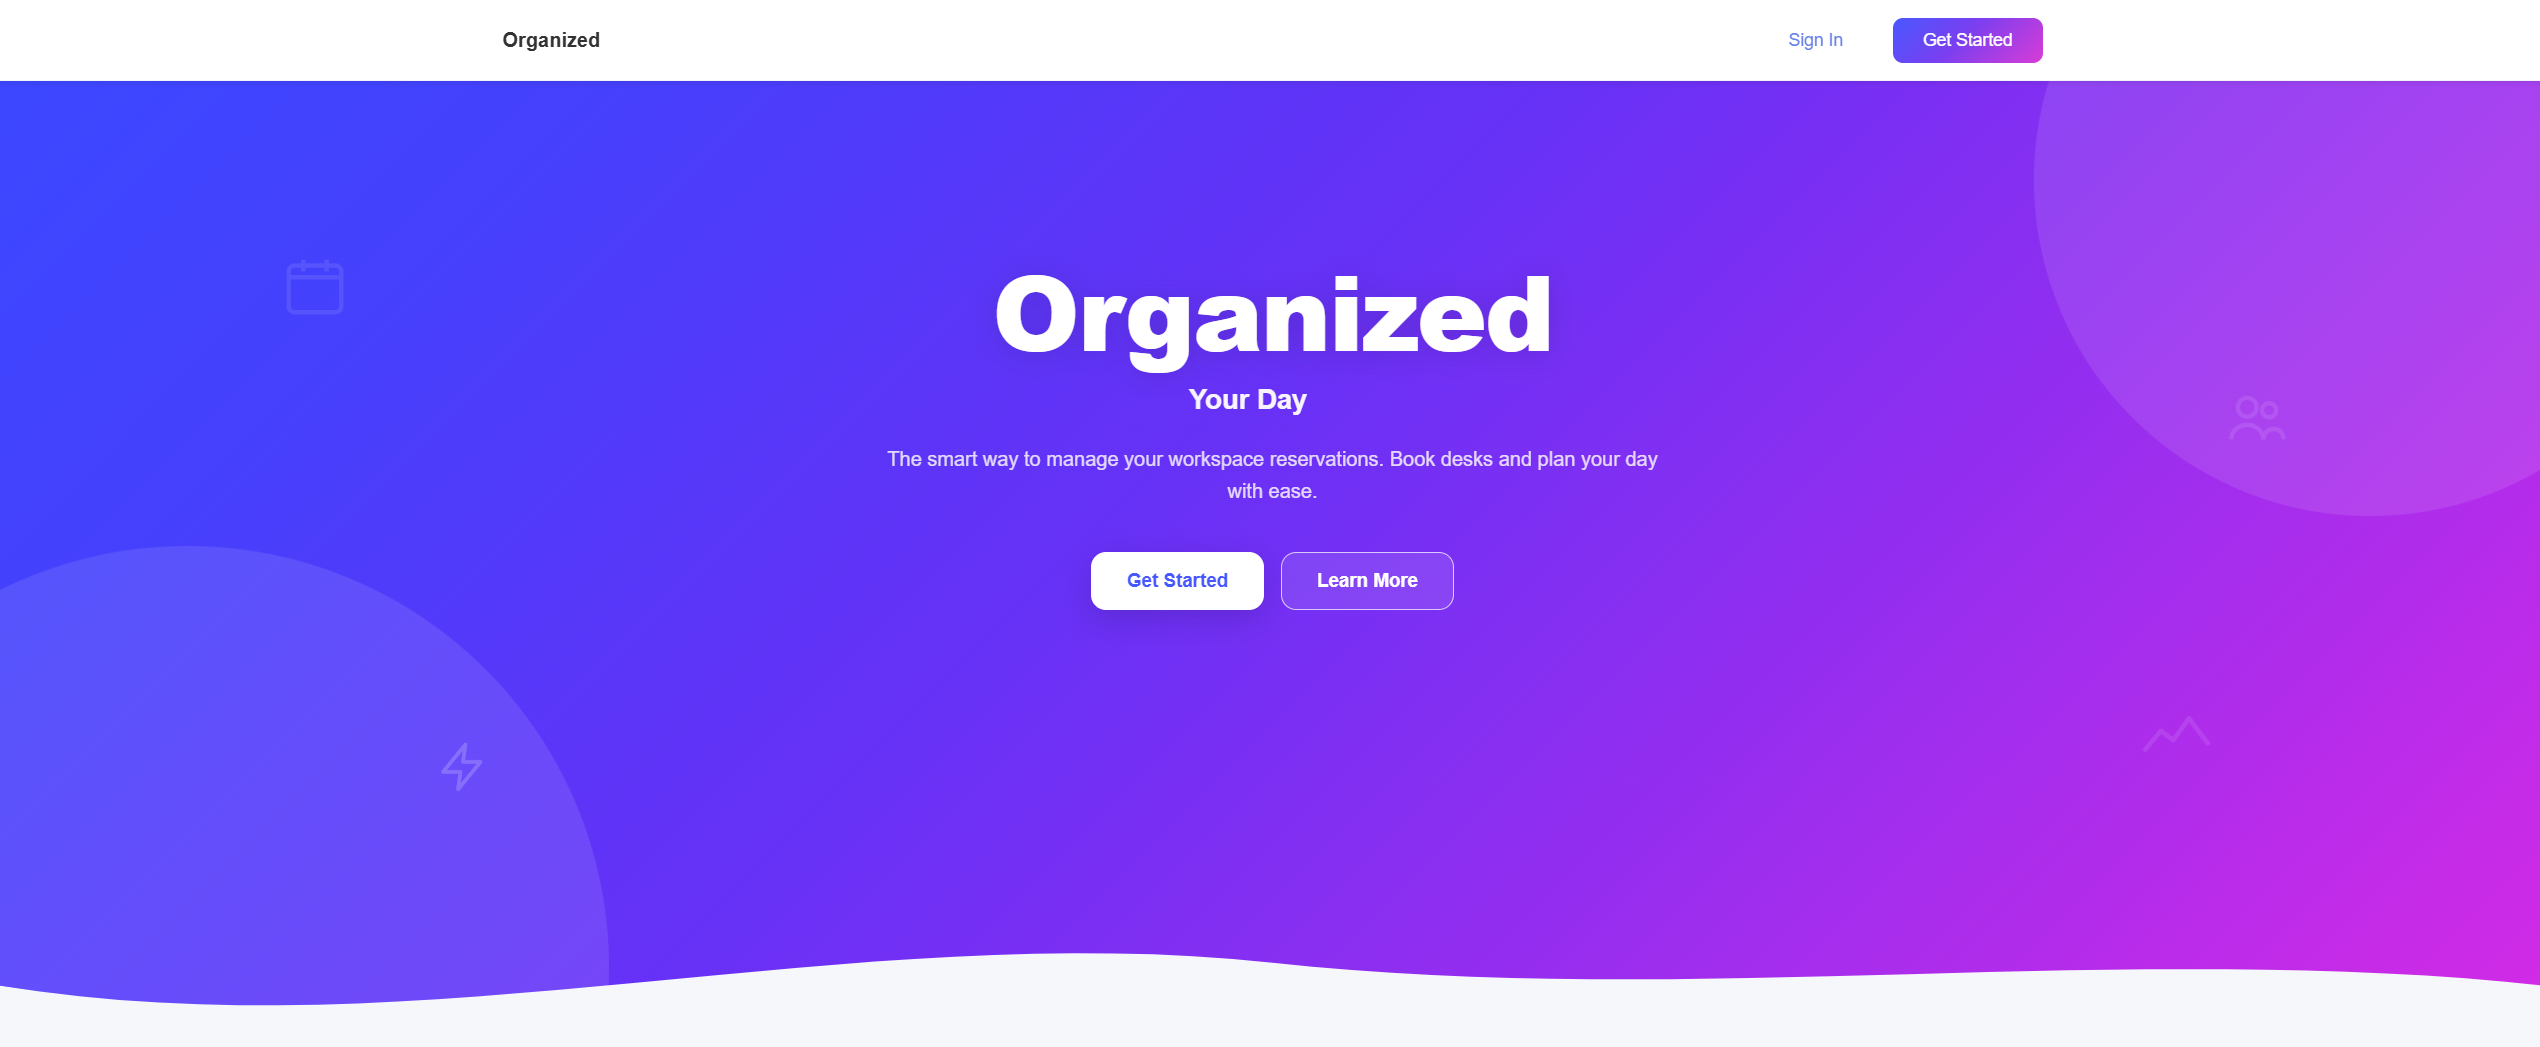 Organized
Sign In
Get Started
Organized
Your Day
The smart way to manage your workspace reservations. Book desks and plan your day
with ease.
Get Started
Learn More